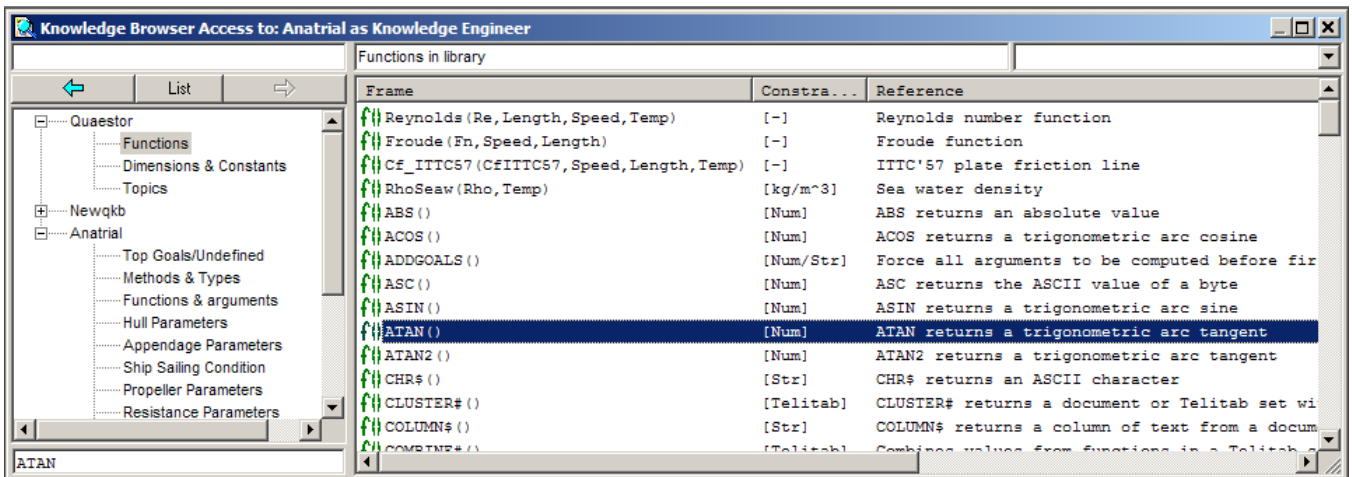 Knowledge Browser Access to: Anatrial as Knowledge Engineer
Functions in library
List
Quaestor
Functions
Dimensions & Constants
Topics
Newqkb
Anatrial
Top Goals/Undefined
Methods & Types
Functions & arguments
Hull Parameters
Appendage Parameters
Ship Sailing Condition
Propeller Parameters
Resistance Parameters
ATAN
Frame Constra... Reference
f() Reynolds(Re,Length,Speed,Temp) [-] Reynolds number function
f() Froude(Fn,Speed,Length) [-] Froude function
f() Cf_ITTC57(CfITTC57,Speed,Length,Temp) [-] ITTC'57 plate friction line
f() RhoSeaw(Rho,Temp) [kg/m^3] Sea water density
f() ABS() [Num] ABS returns an absolute value
f() ACOS() [Num] ACOS returns a trigonometric arc cosine
f() ADDGOALS() [Num/Str] Force all arguments to be computed before fir
f() ASC() [Num] ASC returns the ASCII value of a byte
f() ASIN() [Num] ASIN returns a trigonometric arc sine
f() ATAN() [Num] ATAN returns a trigonometric arc tangent
f() ATAN2() [Num] ATAN2 returns a trigonometric arc tangent
f() CHR$() [Str] CHR$ returns an ASCII character
f() CLUSTER#() [Telitab] CLUSTER# returns a document or Telitab set wi
f() COLUMN$() [Str] COLUMN$ returns a column of text from a docum
f() COMBINE#() [Telitab] Combines values from functions in a Telitab